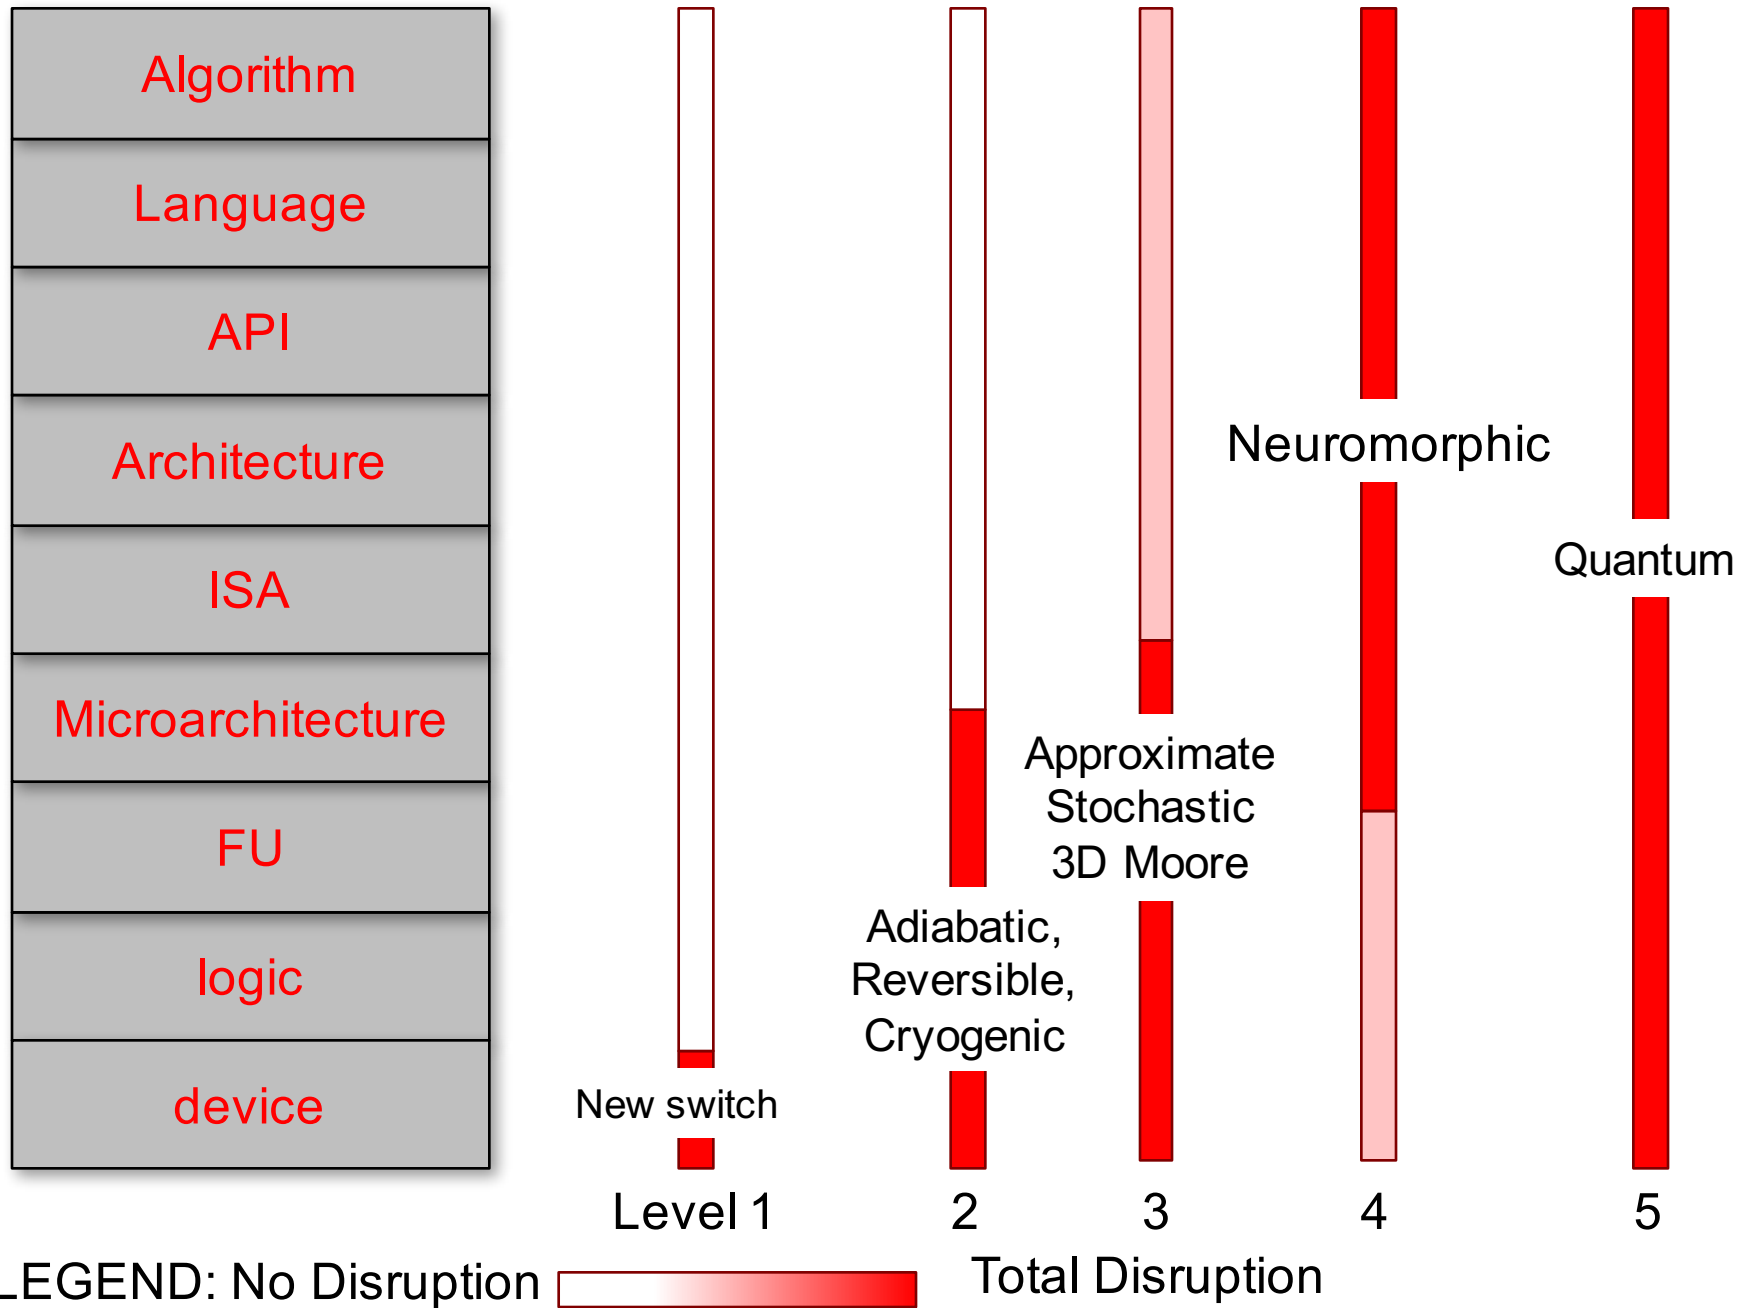 Algorithm
Language
API
Architecture
ISA
Microarchitecture
FU
logic
device
New switch
Adiabatic,
Reversible,
Cryogenic
Approximate
Stochastic
3D Moore
Neuromorphic
Quantum
Level 1 2 3 4 5
LEGEND: No Disruption Total Disruption